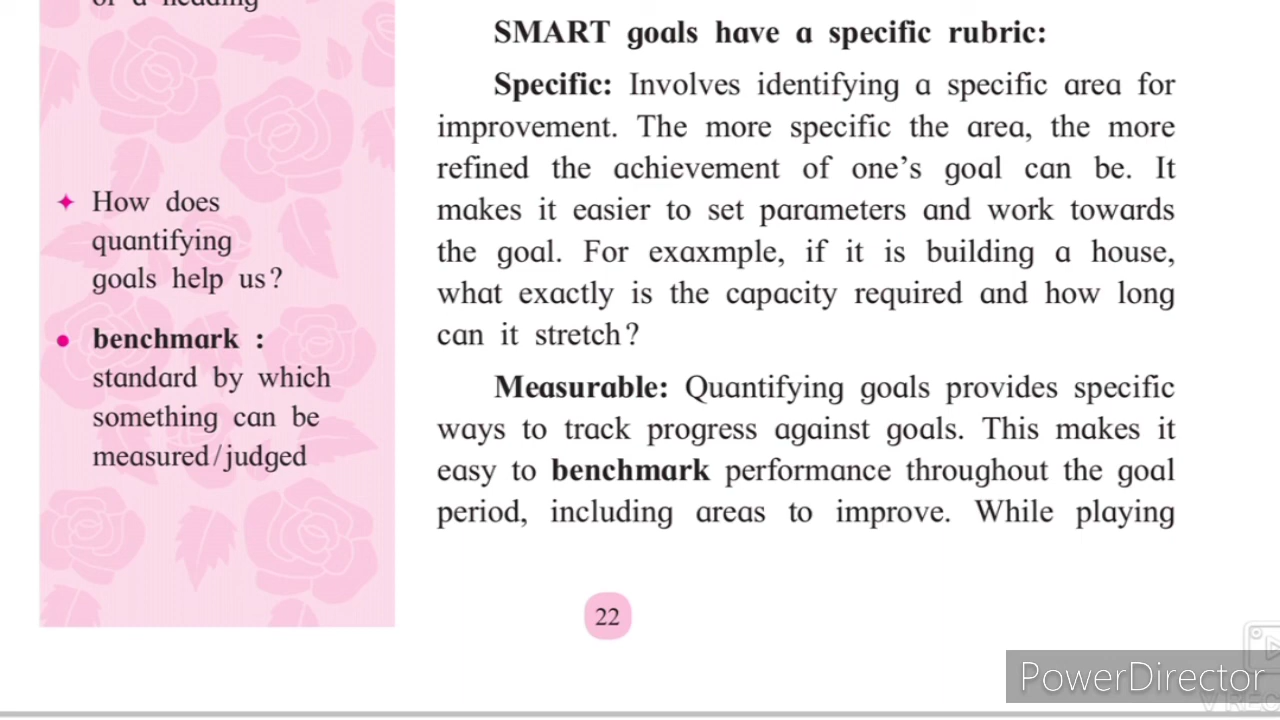 of a heading
How does
quantifying
goals help us?
benchmark :
standard by which
something can be
measured/judged
SMART goals have a specific rubric:
Specific: Involves identifying a specific area for
improvement. The more specific the area, the more
refined the achievement of one's goal can be. It
makes it easier to set parameters and work towards
the goal. For exaxmple, if it is building a house,
what exactly is the capacity required and how long
can it stretch?
Measurable: Quantifying goals provides specific
ways to track progress against goals. This makes it
easy to benchmark performance throughout the goal
period, including areas to improve. While playing
22
PowerDirector